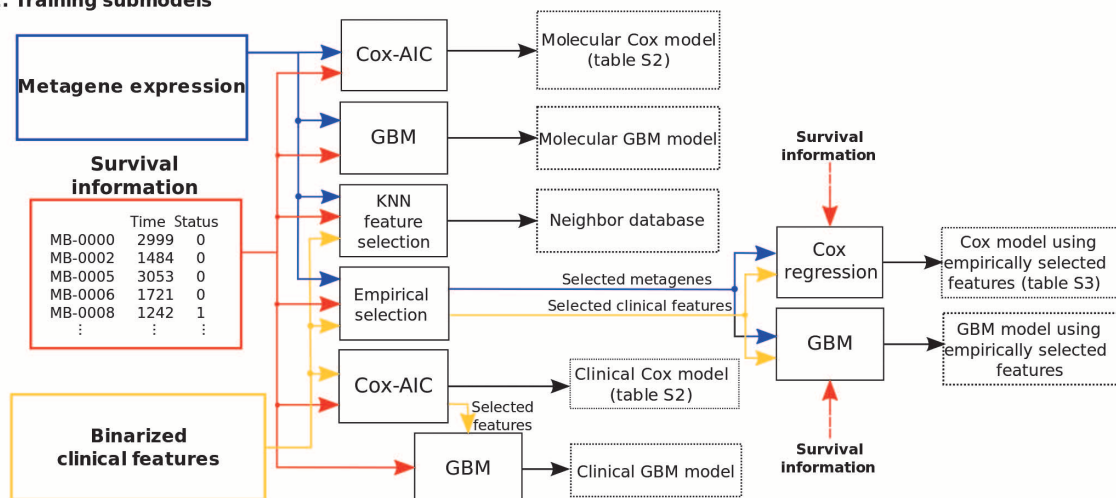 . Training submodels
Metagene expression
Survival
information
Time Status
MB-0000 2999 0
MB-0002 1484 0
MB-0005 3053 0
MB-0006 1721 0
MB-0008 1242 1
⋮ ⋮ ⋮
Binarized
clinical features
Cox-AIC
GBM
KNN
feature
selection
Empirical
selection
Cox-AIC
Selected
features
GBM
Molecular Cox model
(table S2)
Molecular GBM model
Neighbor database
Selected metagenes
Selected clinical features
Clinical Cox model
(table S2)
Clinical GBM model
Survival
information
Cox
regression
GBM
Survival
information
Cox model using
empirically selected
features (table S3)
GBM model using
empirically selected
features